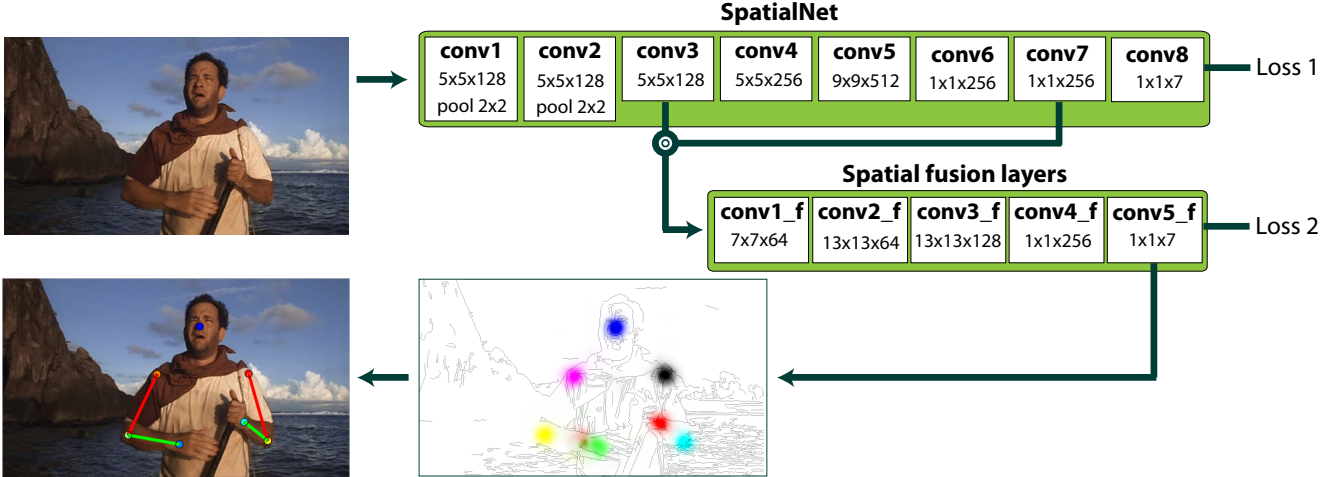 SpatialNet
conv1 conv2 conv3 conv4 conv5 conv6 conv7 conv8
5x5x128 5x5x128 5x5x128 5x5x256 9x9x512 1x1x256 1x1x256 1x1x7
pool 2x2 pool 2x2
Loss 1
Spatial fusion layers
conv1_f conv2_f conv3_f conv4_f conv5_f
7x7x64 13x13x64 13x13x128 1x1x256 1x1x7
Loss 2